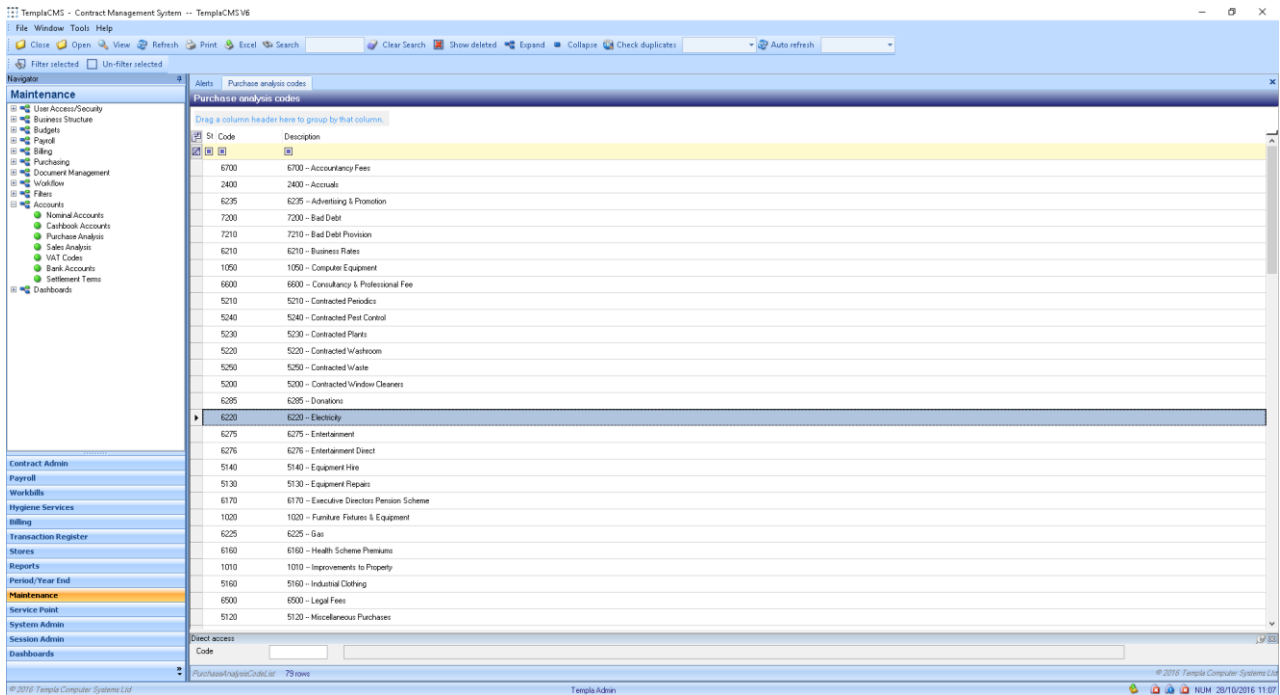 TemplaCMS - Contract Management System -- TemplaCMS V6
File Window Tools Help
Close Open View Refresh Print Excel Search Clear Search Show deleted Expand Collapse Check duplicates Auto refresh
Filter selected Un-filter selected
Navigator
Maintenance
User Access/Security
Business Structure
Budgets
Payroll
Billing
Purchasing
Document Management
Workflow
Filters
Accounts
Nominal Accounts
Cashbook Accounts
Purchase Analysis
Sales Analysis
VAT Codes
Bank Accounts
Settlement Terms
Dashboards
Contract Admin
Payroll
Workbills
Hygiene Services
Billing
Transaction Register
Stores
Reports
Period/Year End
Maintenance
Service Point
System Admin
Session Admin
Dashboards
Alerts Purchase analysis codes
Purchase analysis codes
Drag a column header here to group by that column.
St Code Description
6700 6700 -- Accountancy Fees
2400 2400 -- Accruals
6235 6235 -- Advertising & Promotion
7200 7200 -- Bad Debt
7210 7210 -- Bad Debt Provision
6210 6210 -- Business Rates
1050 1050 -- Computer Equipment
6600 6600 -- Consultancy & Professional Fee
5210 5210 -- Contracted Periodics
5240 5240 -- Contracted Pest Control
5230 5230 -- Contracted Plants
5220 5220 -- Contracted Washroom
5250 5250 -- Contracted Waste
5200 5200 -- Contracted Window Cleaners
6285 6285 -- Donations
6220 6220 -- Electricity
6275 6275 -- Entertainment
6276 6276 -- Entertainment Direct
5140 5140 -- Equipment Hire
5130 5130 -- Equipment Repairs
6170 6170 -- Executive Directors Pension Scheme
1020 1020 -- Furniture Fixtures & Equipment
6225 6225 -- Gas
6160 6160 -- Health Scheme Premiums
1010 1010 -- Improvements to Property
5160 5160 -- Industrial Clothing
6500 6500 -- Legal Fees
5120 5120 -- Miscellaneous Purchases
Direct access
Code
PurchaseAnalysisCodeList 79 rows
© 2016 Templa Computer Systems Ltd
© 2016 Templa Computer Systems Ltd Templa Admin NUM 28/10/2016 11:07